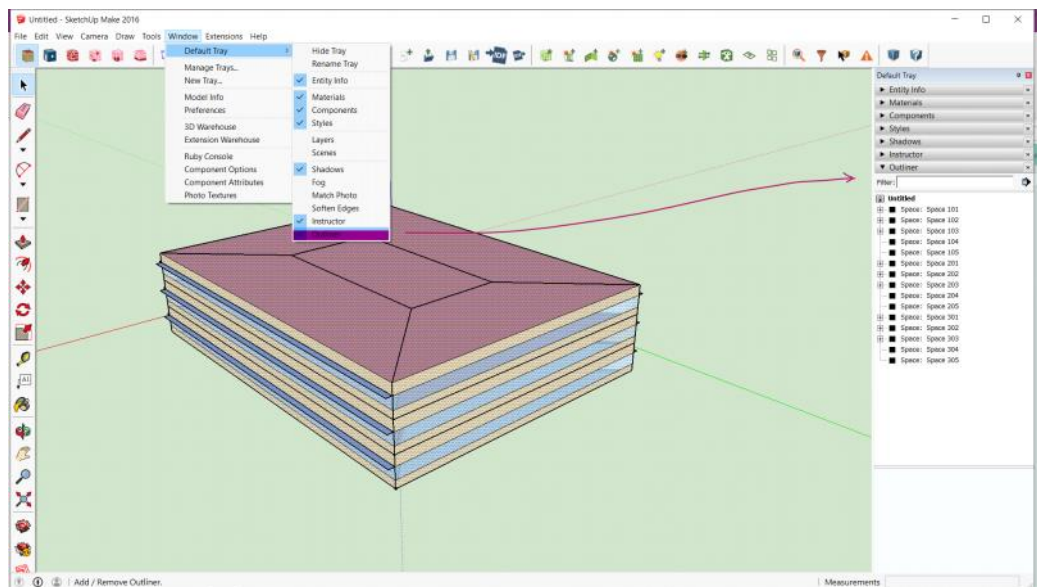 Untitled - SketchUp Make 2016
File Edit View Camera Draw Tools Window Extensions Help
Default Tray
Manage Trays...
New Tray...
Model Info
Preferences
3D Warehouse
Extension Warehouse
Ruby Console
Component Options
Component Attributes
Photo Textures
Hide Tray
Rename Tray
Entity Info
Materials
Components
Styles
Layers
Scenes
Shadows
Fog
Match Photo
Soften Edges
Instructor
Outliner
Default Tray
Entity Info
Materials
Components
Styles
Shadows
Instructor
Outliner
Filter:
Untitled
Space: Space 101
Space: Space 102
Space: Space 103
Space: Space 104
Space: Space 105
Space: Space 201
Space: Space 202
Space: Space 203
Space: Space 204
Space: Space 205
Space: Space 301
Space: Space 302
Space: Space 303
Space: Space 304
Space: Space 305
Add / Remove Outliner.
Measurements